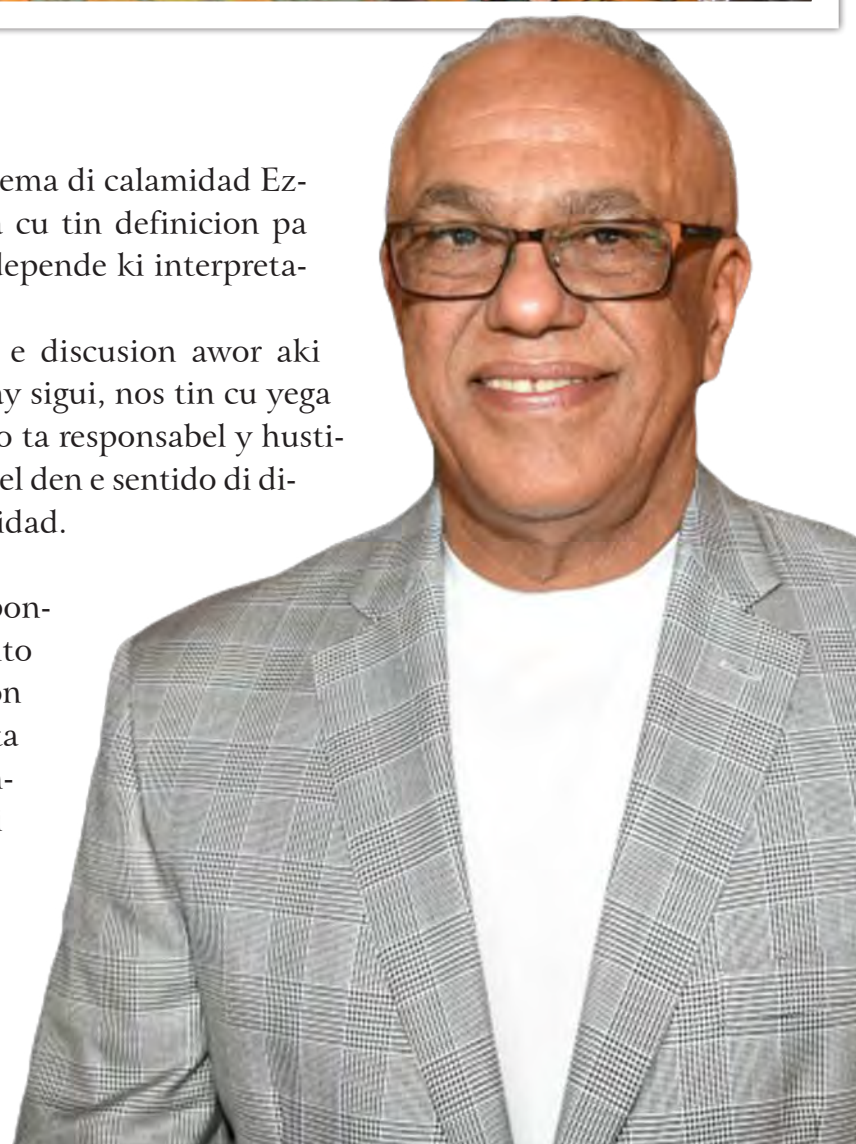 ema di calamidad Ez-
cu tin definicion pa
depende ki interpreta-
e discusion awor aki
ay sigui, nos tin cu yega
o ta responsabel y husti-
el den e sentido di di-
idad.
pon-
to
on
ta